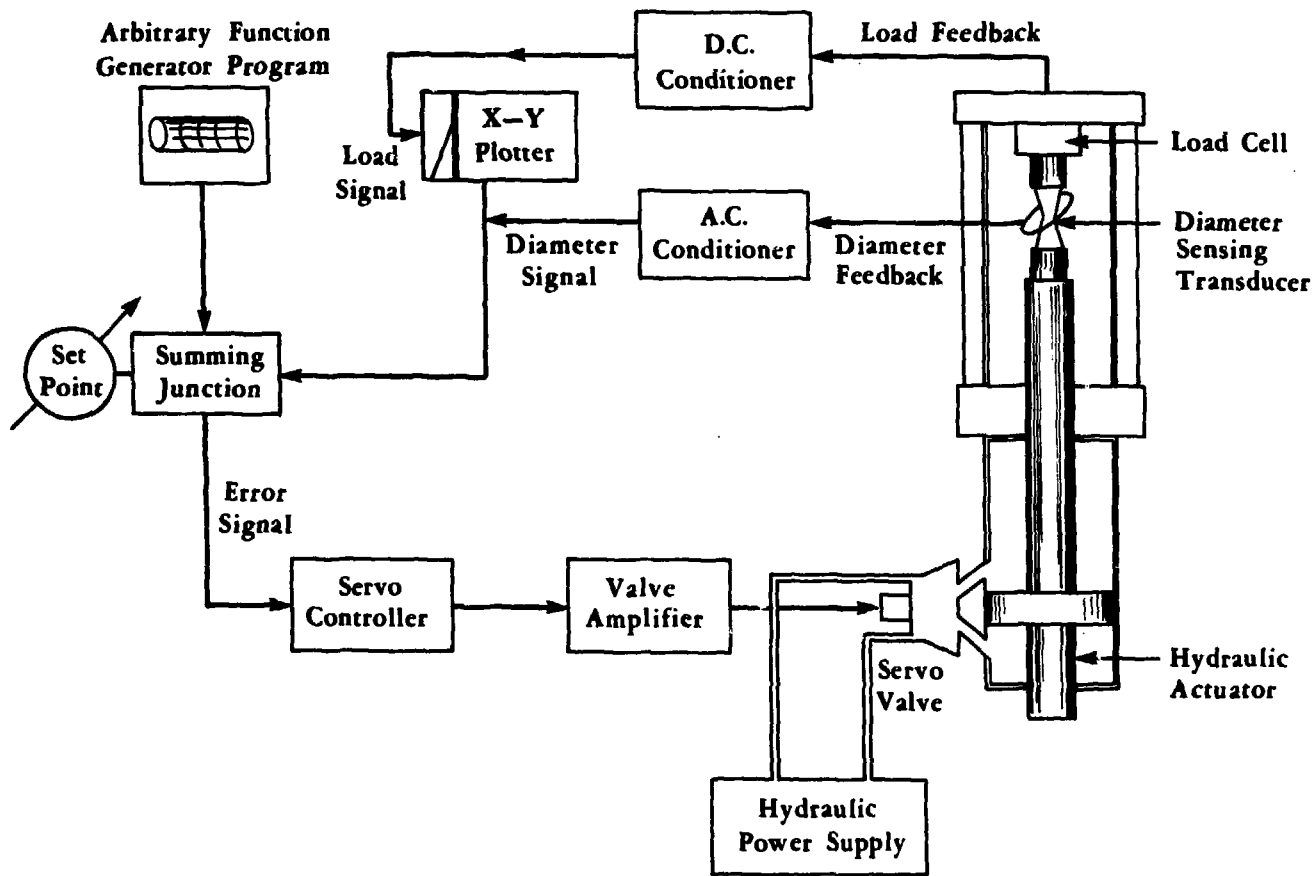 Arbitrary Function
Generator Program
D.C.
Conditioner
Load Feedback
X–Y
Plotter
Load
Signal
Load Cell
A.C.
Conditioner
Diameter
Signal
Diameter
Feedback
Diameter
Sensing
Transducer
Set
Point
Summing
Junction
Error
Signal
Servo
Controller
Valve
Amplifier
Servo
Valve
Hydraulic
Actuator
Hydraulic
Power Supply